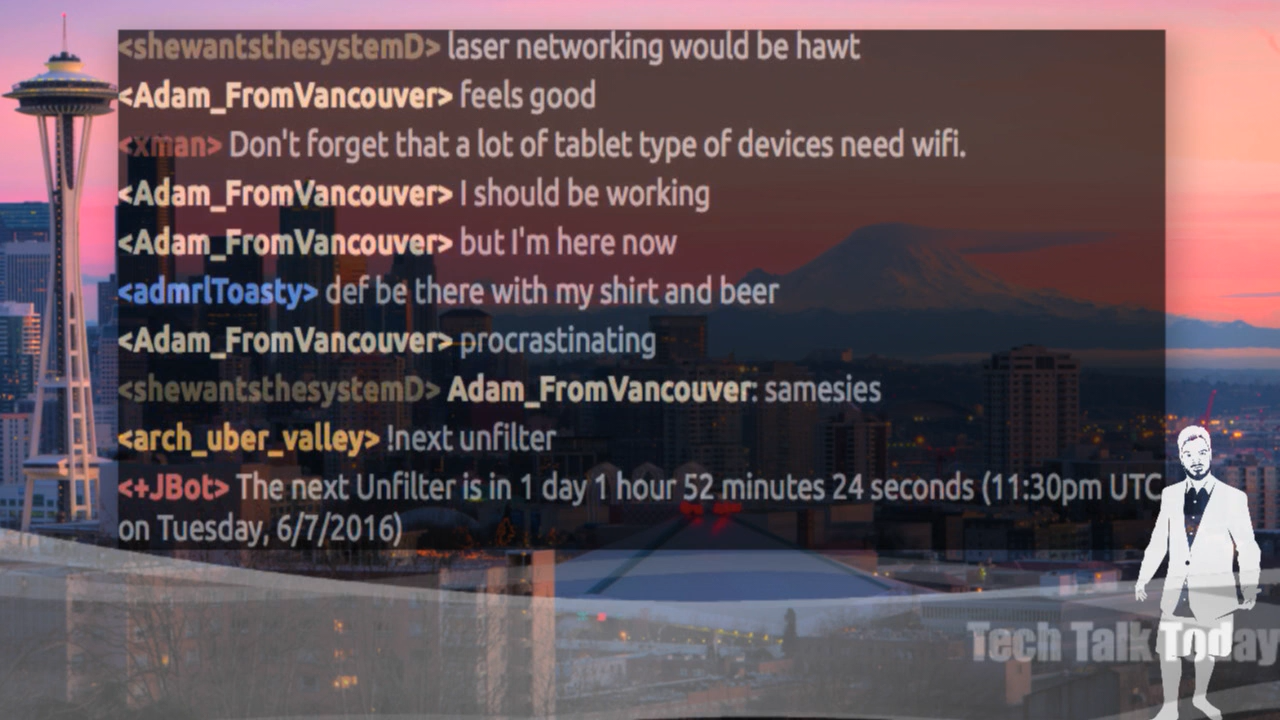 <shewantsthesystemD> laser networking would be hawt
<Adam_FromVancouver> feels good
<xman> Don't forget that a lot of tablet type of devices need wifi.
<Adam_FromVancouver> I should be working
<Adam_FromVancouver> but I'm here now
<admrlToasty> def be there with my shirt and beer
<Adam_FromVancouver> procrastinating
<shewantsthesystemD> Adam_FromVancouver: samesies
<arch_uber_valley> !next unfilter
<+JBot> The next Unfilter is in 1 day 1 hour 52 minutes 24 seconds (11:30pm UTC
on Tuesday, 6/7/2016)
Tech Talk Today